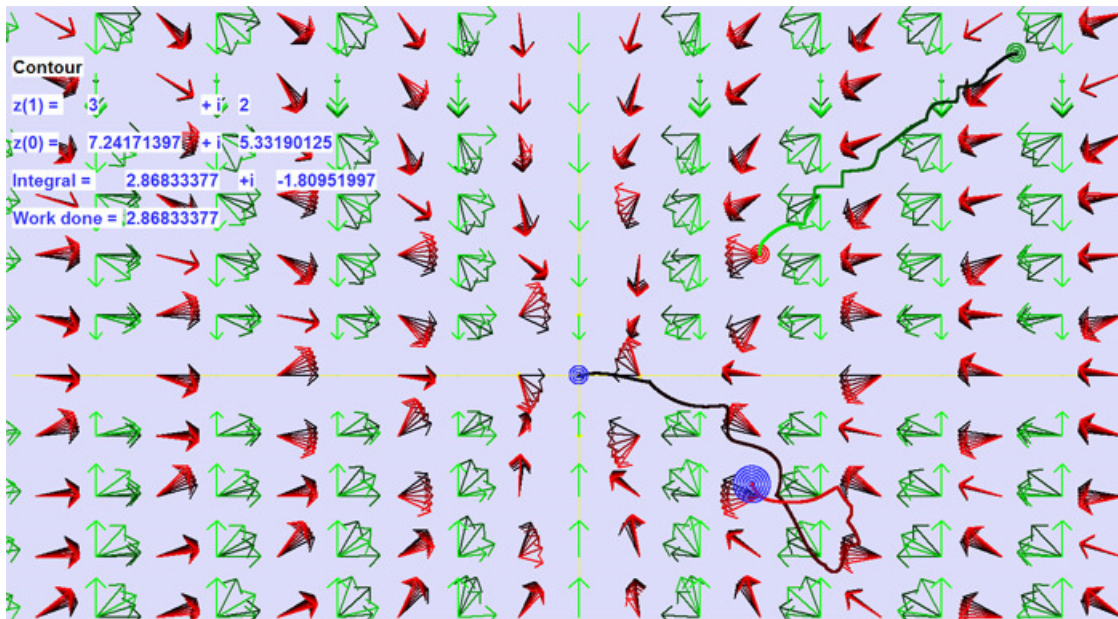 Contour
z(1) = 3 + i 2
z(0) = 7.24171397 + i 5.33190125
Integral = 2.86833377 +i -1.80951997
Work done = 2.86833377